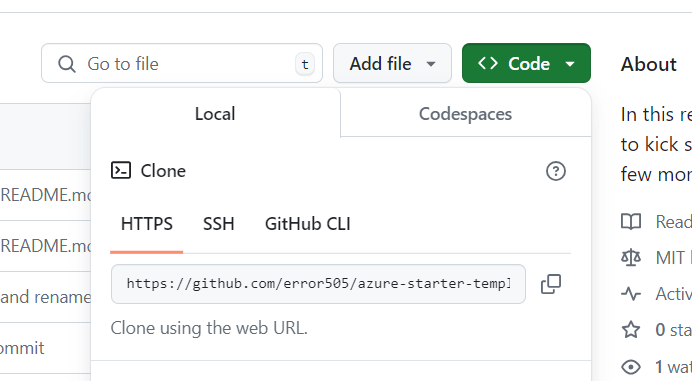 Go to file
t
Add file
Code
About
Local
Codespaces
In this re
to kick s
few mor
Clone
README.mo
HTTPS
SSH
GitHub CLI
Read
README.mo
MIT
https://github.com/error505/azure-starter-templ
and rename
Activ
Clone using the web URL.
0 sta
ommit
1 wat